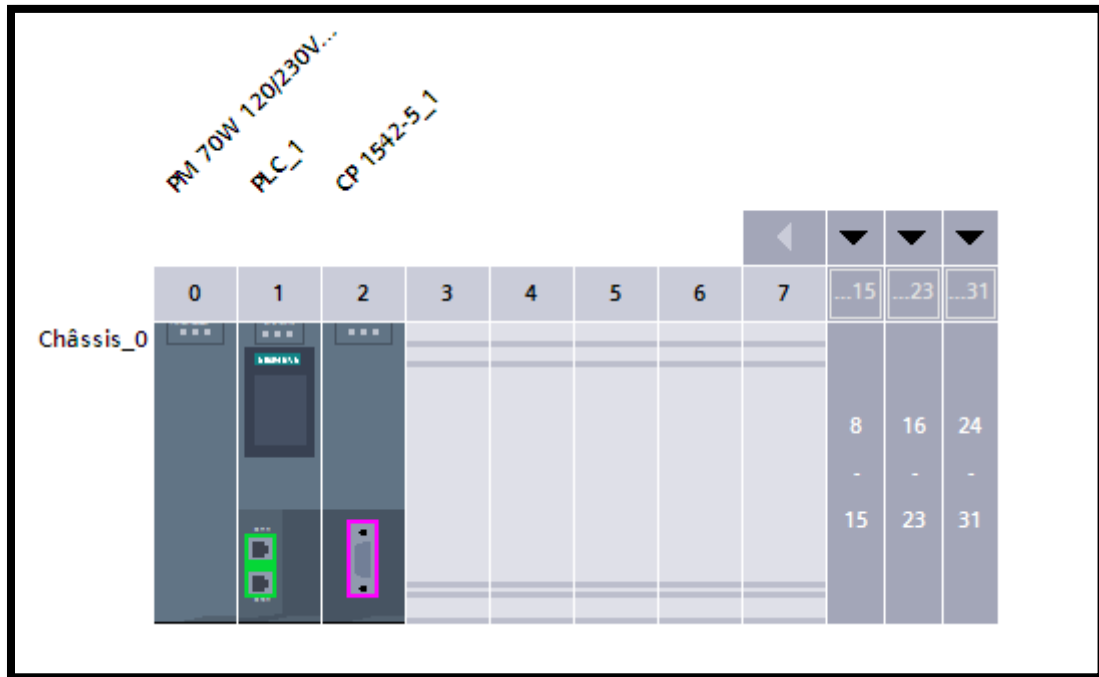 PM 70W 120/230V...
PLC_1
CP 1542-5_1
0 1 2 3 4 5 6 7 ...15 ...23 ...31
Châssis_0
SIEMENS
8 16 24
- - -
15 23 31